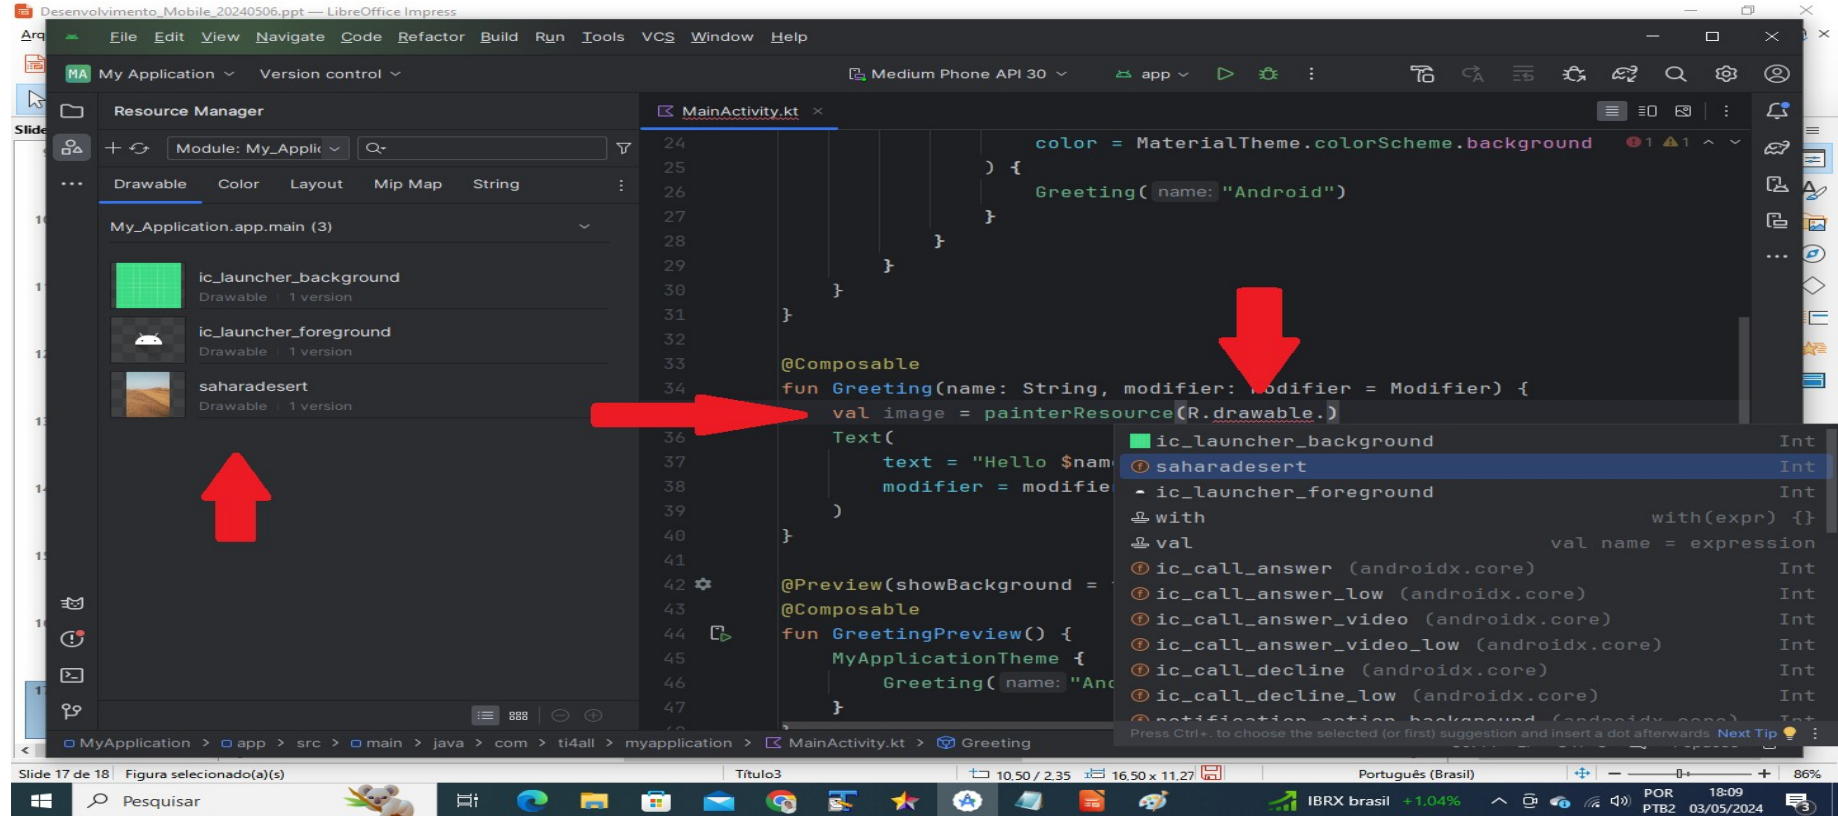 Desenvolvimento_Mobile_20240506.ppt — LibreOffice Impress
Arq
File Edit View Navigate Code Refactor Build Run Tools VCS Window Help
MA My Application Version control Medium Phone API 30 app
Resource Manager
MainActivity.kt
Slide
Module: My_Applic
Drawable Color Layout Mip Map String
My_Application.app.main (3)
ic_launcher_background
Drawable 1 version
ic_launcher_foreground
Drawable 1 version
saharadesert
Drawable 1 version
24 color = MaterialTheme.colorScheme.background 1 1
25 ) {
26 Greeting( name: "Android")
27 }
28 }
29 }
30 }
31 }
32
33 @Composable
34 fun Greeting(name: String, modifier: Modifier = Modifier) {
val image = painterResource(R.drawable.)
36 Text(
37 text = "Hello $nam
38 modifier = modifie
39 )
40 }
41
42 @Preview(showBackground =
43 @Composable
44 fun GreetingPreview() {
45 MyApplicationTheme {
46 Greeting( name: "And
47 }
ic_launcher_background Int
saharadesert Int
ic_launcher_foreground Int
with with(expr) {}
val val name = expression
ic_call_answer (androidx.core) Int
ic_call_answer_low (androidx.core) Int
ic_call_answer_video (androidx.core) Int
ic_call_answer_video_low (androidx.core) Int
ic_call_decline (androidx.core) Int
ic_call_decline_low (androidx.core) Int
notification_action_background (androidx.core) Int
Press Ctrl+. to choose the selected (or first) suggestion and insert a dot afterwards Next Tip
MyApplication > app > src > main > java > com > ti4all > myapplication > MainActivity.kt > Greeting
Slide 17 de 18 Figura selecionado(a)(s) Título3 10,50 / 2,35 16,50 x 11,27 Português (Brasil) 86%
Pesquisar IBRX brasil +1,04% POR PTB2 18:09 03/05/2024 3